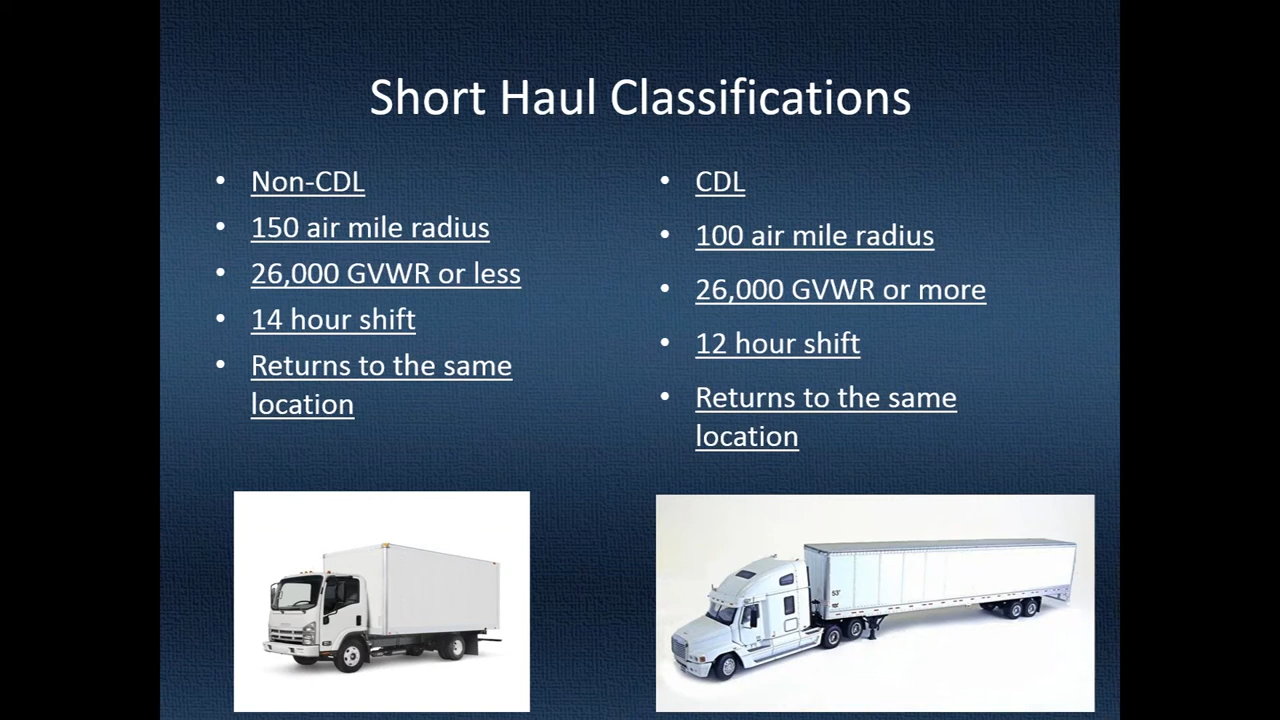 Short Haul Classifications
• Non-CDL
• 150 air mile radius
• 26,000 GVWR or less
• 14 hour shift
• Returns to the same
location
• CDL
• 100 air mile radius
• 26,000 GVWR or more
• 12 hour shift
• Returns to the same
location
53'